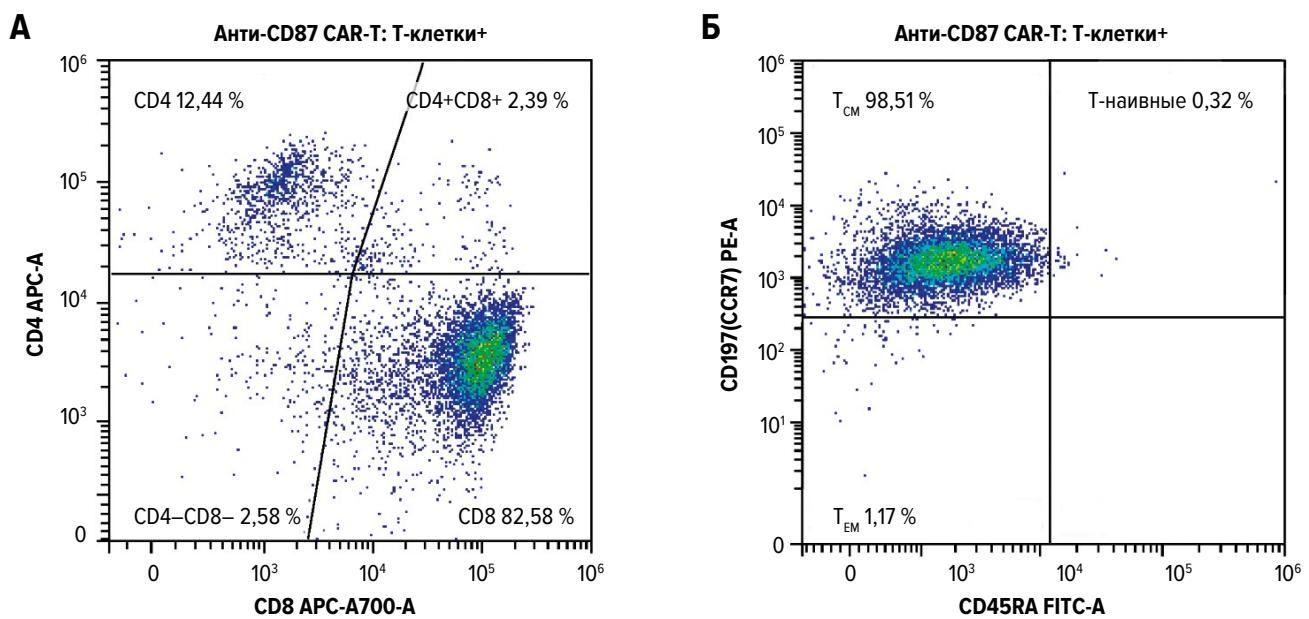 А
Анти-CD87 CAR-T: Т-клетки+
10⁶
10⁵
10⁴
10³
0
CD4 APC-A
CD4 12,44 %
CD4+CD8+ 2,39 %
CD4–CD8– 2,58 %
CD8 82,58 %
0
10³
10⁴
10⁵
10⁶
CD8 APC-A700-A
Б
Анти-CD87 CAR-T: Т-клетки+
10⁶
10⁵
10⁴
10³
10²
10¹
0
CD197(CCR7) PE-A
T_CM 98,51 %
Т-наивные 0,32 %
T_EM 1,17 %
0
10³
10⁴
10⁵
10⁶
CD45RA FITC-A